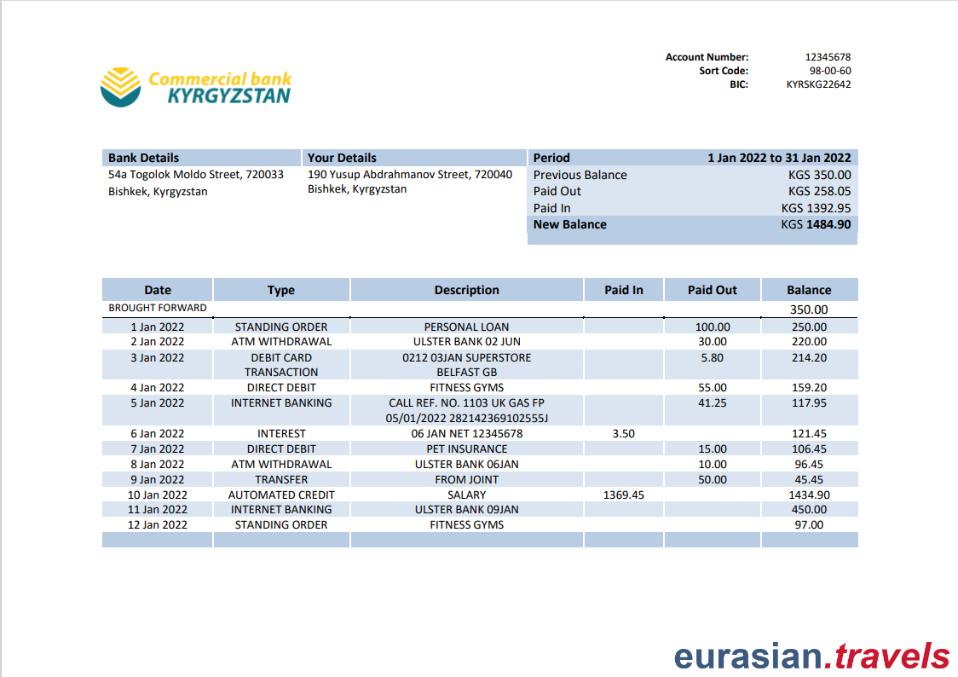 Account Number: 12345678
Sort Code: 98-00-60
BIC: KYRSKG22642
Commercial bank
KYRGYZSTAN
Bank Details Your Details Period 1 Jan 2022 to 31 Jan 2022
54a Togolok Moldo Street, 720033 190 Yusup Abdrahmanov Street, 720040 Previous Balance KGS 350.00
Bishkek, Kyrgyzstan Bishkek, Kyrgyzstan Paid Out KGS 258.05
Paid In KGS 1392.95
New Balance KGS 1484.90
Date Type Description Paid In Paid Out Balance
BROUGHT FORWARD 350.00
1 Jan 2022 STANDING ORDER PERSONAL LOAN 100.00 250.00
2 Jan 2022 ATM WITHDRAWAL ULSTER BANK 02 JUN 30.00 220.00
3 Jan 2022 DEBIT CARD 0212 03JAN SUPERSTORE 5.80 214.20
TRANSACTION BELFAST GB
4 Jan 2022 DIRECT DEBIT FITNESS GYMS 55.00 159.20
5 Jan 2022 INTERNET BANKING CALL REF. NO. 1103 UK GAS FP 41.25 117.95
05/01/2022 282142369102555J
6 Jan 2022 INTEREST 06 JAN NET 12345678 3.50 121.45
7 Jan 2022 DIRECT DEBIT PET INSURANCE 15.00 106.45
8 Jan 2022 ATM WITHDRAWAL ULSTER BANK 06JAN 10.00 96.45
9 Jan 2022 TRANSFER FROM JOINT 50.00 45.45
10 Jan 2022 AUTOMATED CREDIT SALARY 1369.45 1434.90
11 Jan 2022 INTERNET BANKING ULSTER BANK 09JAN 450.00
12 Jan 2022 STANDING ORDER FITNESS GYMS 97.00
eurasian.travels